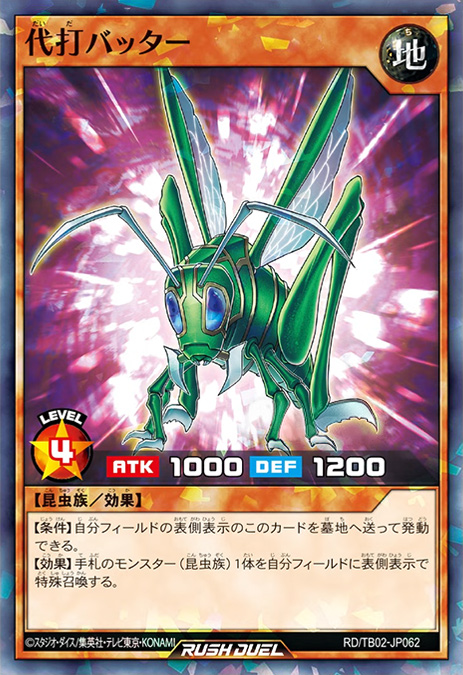 代打バッター
地
LEVEL
4
ATK 1000 DEF 1200
【昆虫族／効果】
【条件】自分フィールドの表側表示のこのカードを墓地へ送って発動
できる。
【効果】手札のモンスター（昆虫族）1体を自分フィールドに表側表示で
特殊召喚する。
©スタジオ・ダイス/集英社・テレビ東京・KONAMI
RUSH DUEL
RD/TB02-JP062